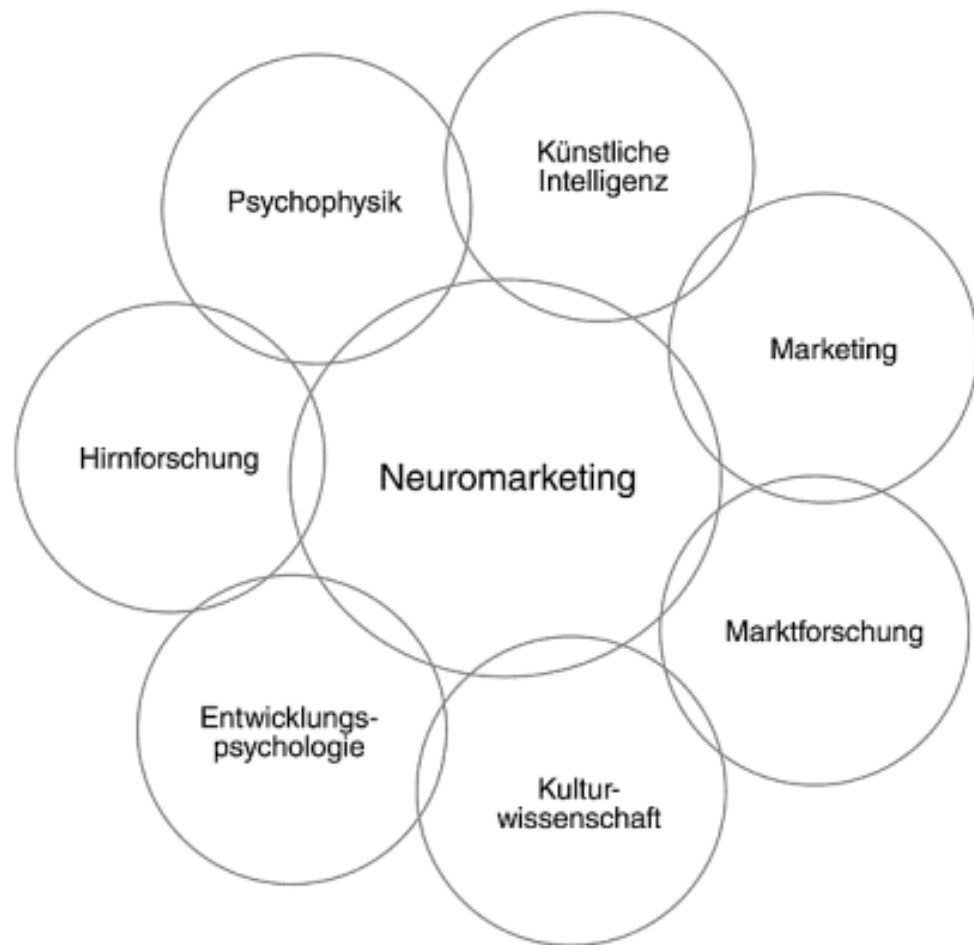 Künstliche
Intelligenz
Psychophysik
Marketing
Hirnforschung
Neuromarketing
Marktforschung
Entwicklungs-
psychologie
Kultur-
wissenschaft